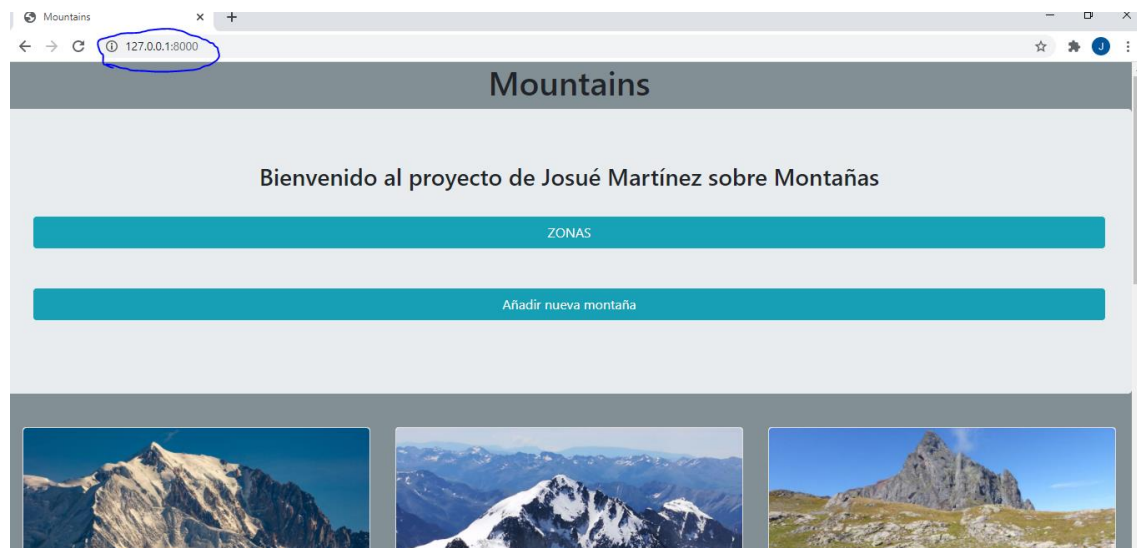 Mountains
127.0.0.1:8000
J
Mountains
Bienvenido al proyecto de Josué Martínez sobre Montañas
ZONAS
Añadir nueva montaña